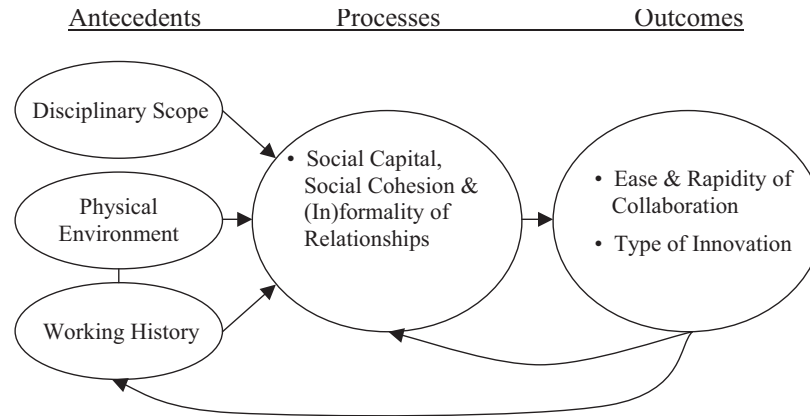 Antecedents Processes Outcomes
Disciplinary Scope
Physical
Environment
Working History
• Social Capital,
Social Cohesion &
(In)formality of
Relationships
• Ease & Rapidity of
Collaboration
• Type of Innovation